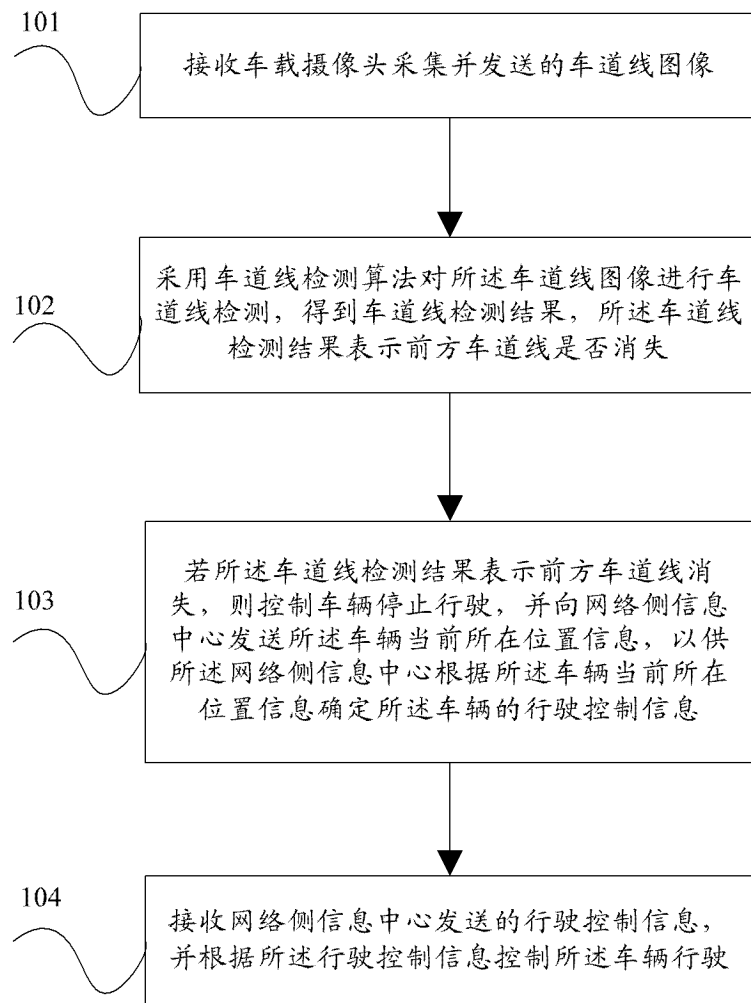 101
接收车载摄像头采集并发送的车道线图像
102
采用车道线检测算法对所述车道线图像进行车
道线检测，得到车道线检测结果，所述车道线
检测结果表示前方车道线是否消失
103
若所述车道线检测结果表示前方车道线消
失，则控制车辆停止行驶，并向网络侧信息
中心发送所述车辆当前所在位置信息，以供
所述网络侧信息中心根据所述车辆当前所在
位置信息确定所述车辆的行驶控制信息
104
接收网络侧信息中心发送的行驶控制信息，
并根据所述行驶控制信息控制所述车辆行驶